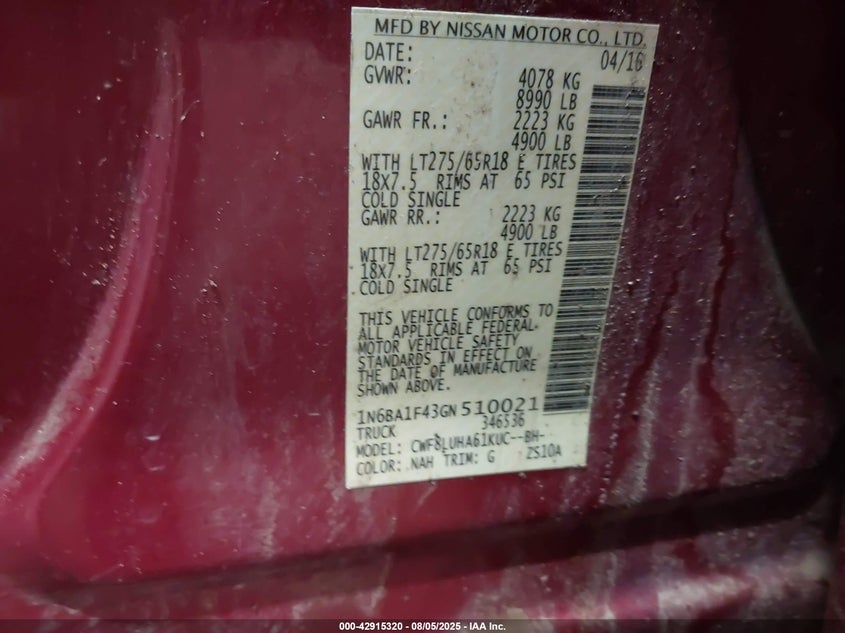 MFD BY NISSAN MOTOR CO., LTD.
DATE: 04/16
GVWR: 4078 KG
8990 LB
GAWR FR.: 2223 KG
4900 LB
WITH LT275/65R18 E TIRES
18X7.5 RIMS AT 65 PSI
COLD SINGLE
GAWR RR.: 2223 KG
4900 LB
WITH LT275/65R18 E TIRES
18X7.5 RIMS AT 65 PSI
COLD SINGLE
THIS VEHICLE CONFORMS TO
ALL APPLICABLE FEDERAL
MOTOR VEHICLE SAFETY
STANDARDS IN EFFECT ON
THE DATE OF MANUFACTURE
SHOWN ABOVE.
1N6BA1F43GN510021
TRUCK 346536
MODEL: CWF8LUHA61KUC--BH-
COLOR: NAH TRIM: G ZS10A
000-42915320 — 08/05/2025 — IAA Inc.